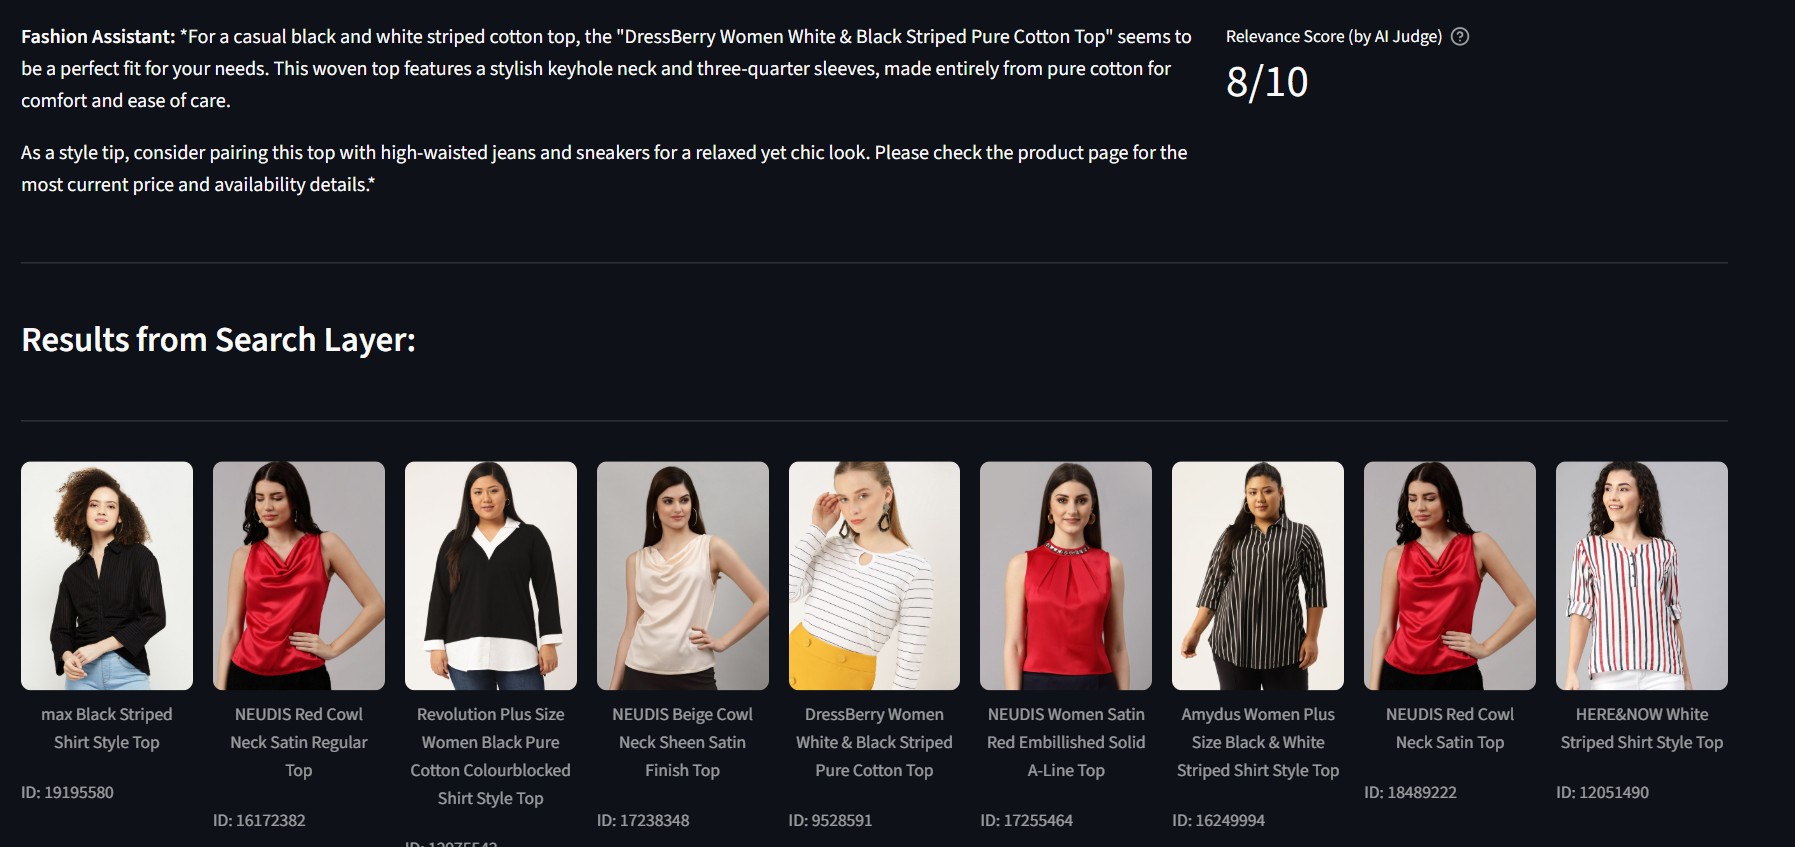 Fashion Assistant: *For a casual black and white striped cotton top, the "DressBerry Women White & Black Striped Pure Cotton Top" seems to
be a perfect fit for your needs. This woven top features a stylish keyhole neck and three-quarter sleeves, made entirely from pure cotton for
comfort and ease of care.
As a style tip, consider pairing this top with high-waisted jeans and sneakers for a relaxed yet chic look. Please check the product page for the
most current price and availability details.*
Relevance Score (by AI Judge)
8/10
Results from Search Layer:
max Black Striped
Shirt Style Top
ID: 19195580
NEUDIS Red Cowl
Neck Satin Regular
Top
ID: 16172382
Revolution Plus Size
Women Black Pure
Cotton Colourblocked
Shirt Style Top
NEUDIS Beige Cowl
Neck Sheen Satin
Finish Top
ID: 17238348
DressBerry Women
White & Black Striped
Pure Cotton Top
ID: 9528591
NEUDIS Women Satin
Red Embillished Solid
A-Line Top
ID: 17255464
Amydus Women Plus
Size Black & White
Striped Shirt Style Top
ID: 16249994
NEUDIS Red Cowl
Neck Satin Top
ID: 18489222
HERE&NOW White
Striped Shirt Style Top
ID: 12051490